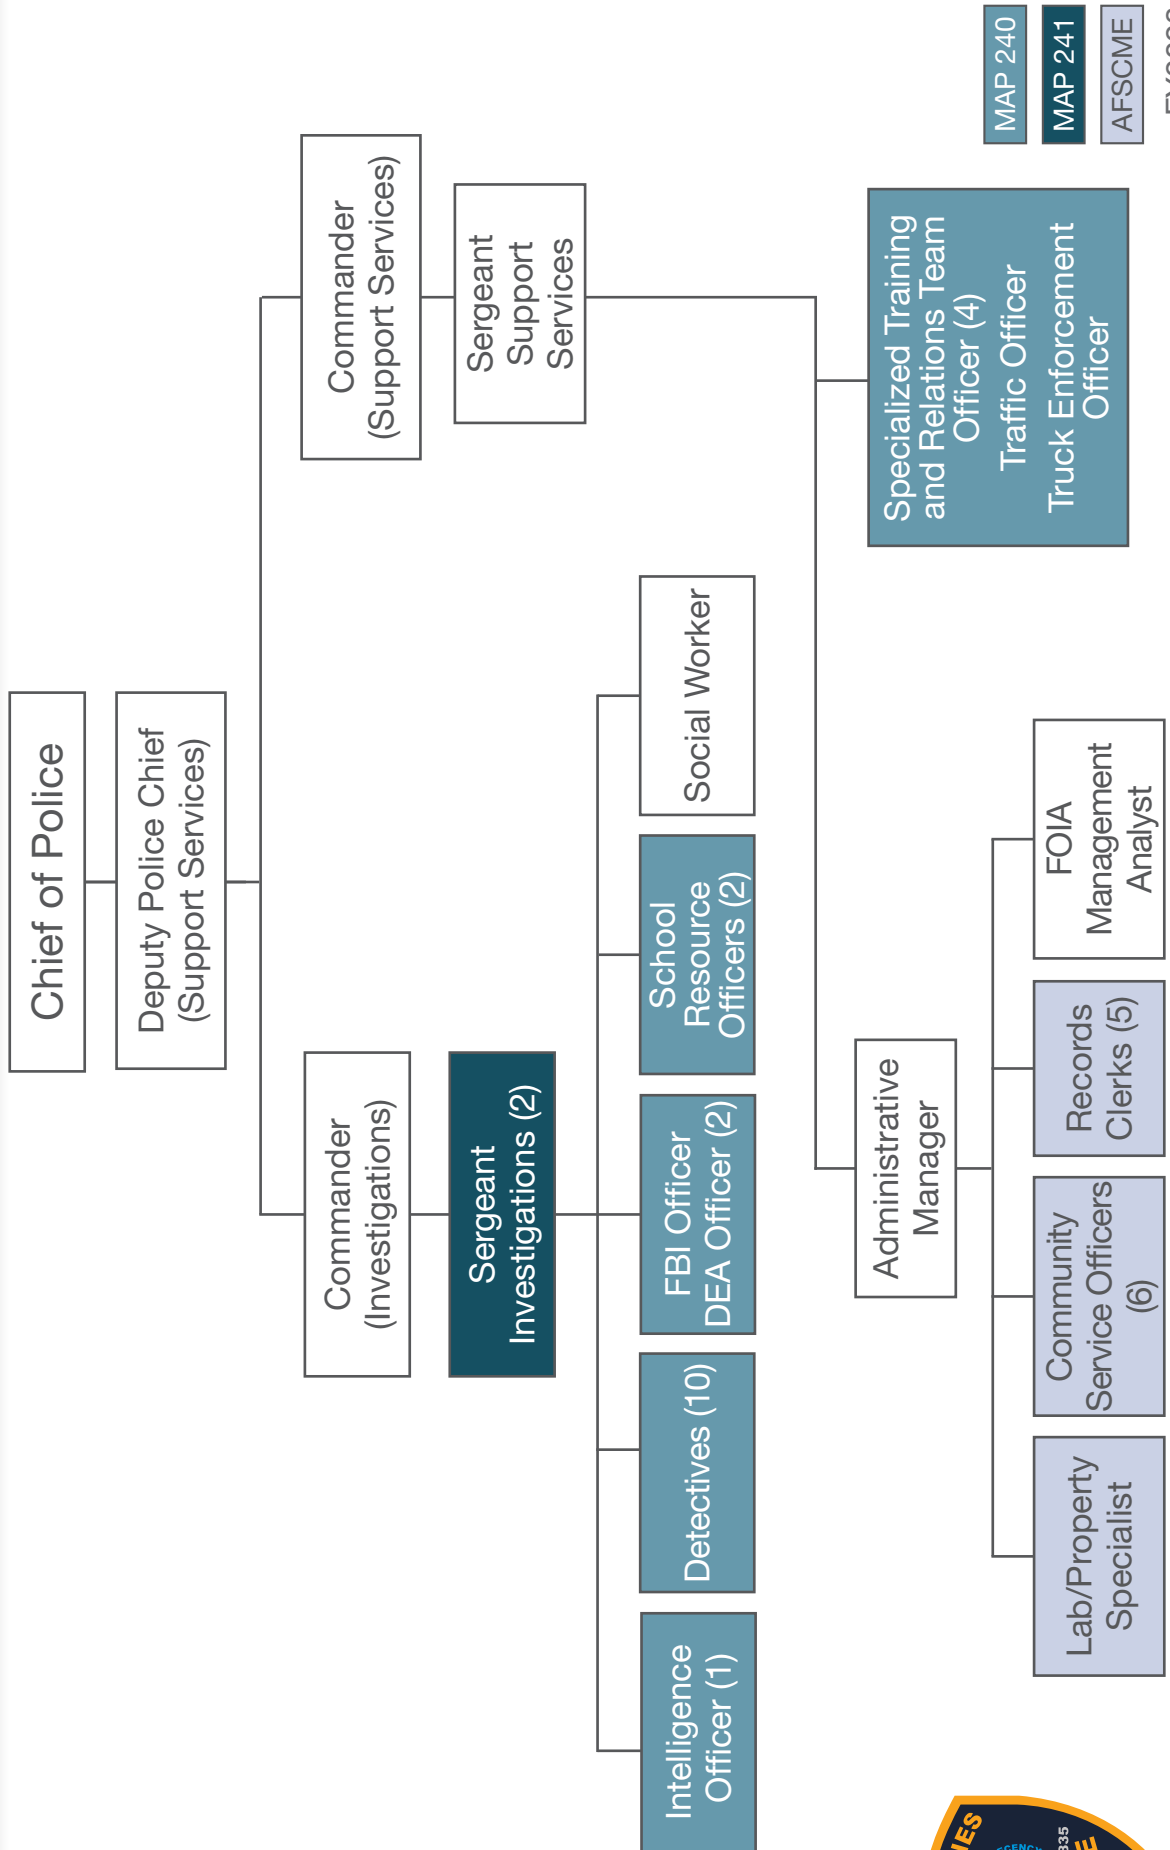 Chief of Police
Deputy Police Chief
(Support Services)
Commander
(Investigations)
Commander
(Support Services)
Sergeant
Investigations (2)
Sergeant
Support
Services
Intelligence
Officer (1)
Detectives (10)
FBI Officer
DEA Officer (2)
School
Resource
Officers (2)
Social Worker
Administrative
Manager
Specialized Training
and Relations Team
Officer (4)
Traffic Officer
Truck Enforcement
Officer
Lab/Property
Specialist
Community
Service Officers
(6)
Records
Clerks (5)
FOIA
Management
Analyst
MAP 240
MAP 241
AFSCME